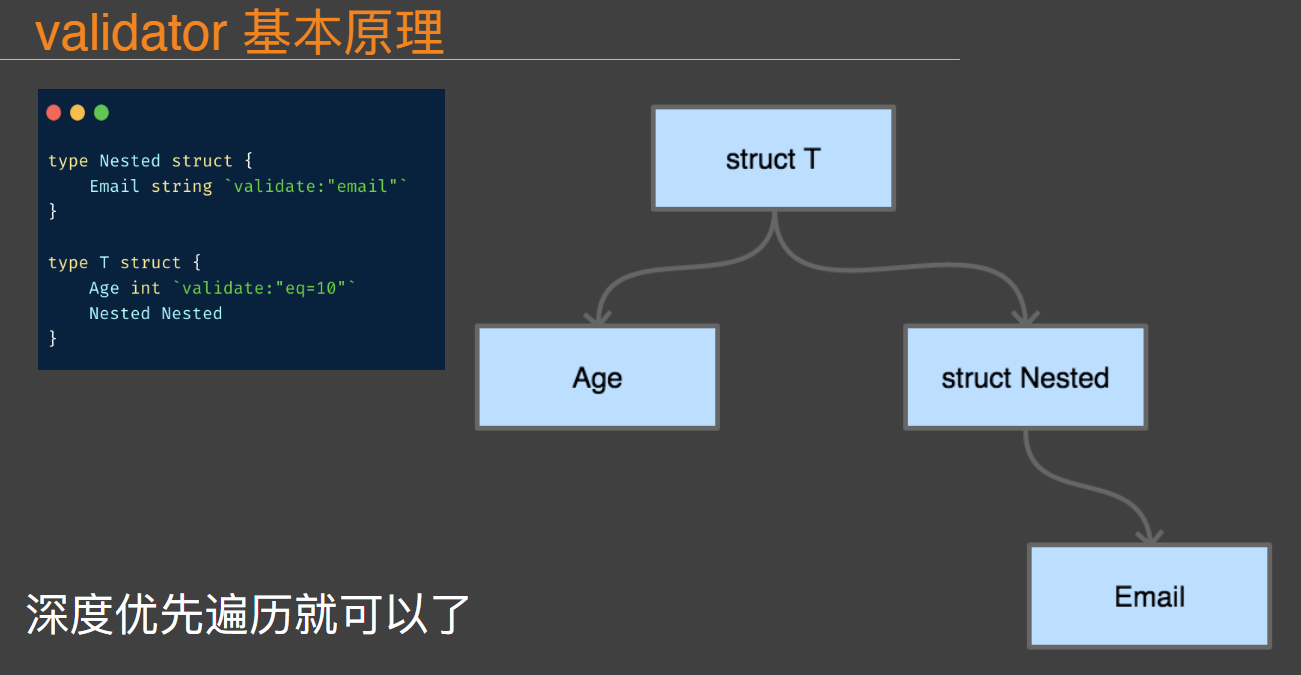 validator 基本原理
type Nested struct {
    Email string `validate:"email"`
}
type T struct {
    Age int `validate:"eq=10"`
    Nested Nested
}
struct T
Age
struct Nested
Email
深度优先遍历就可以了